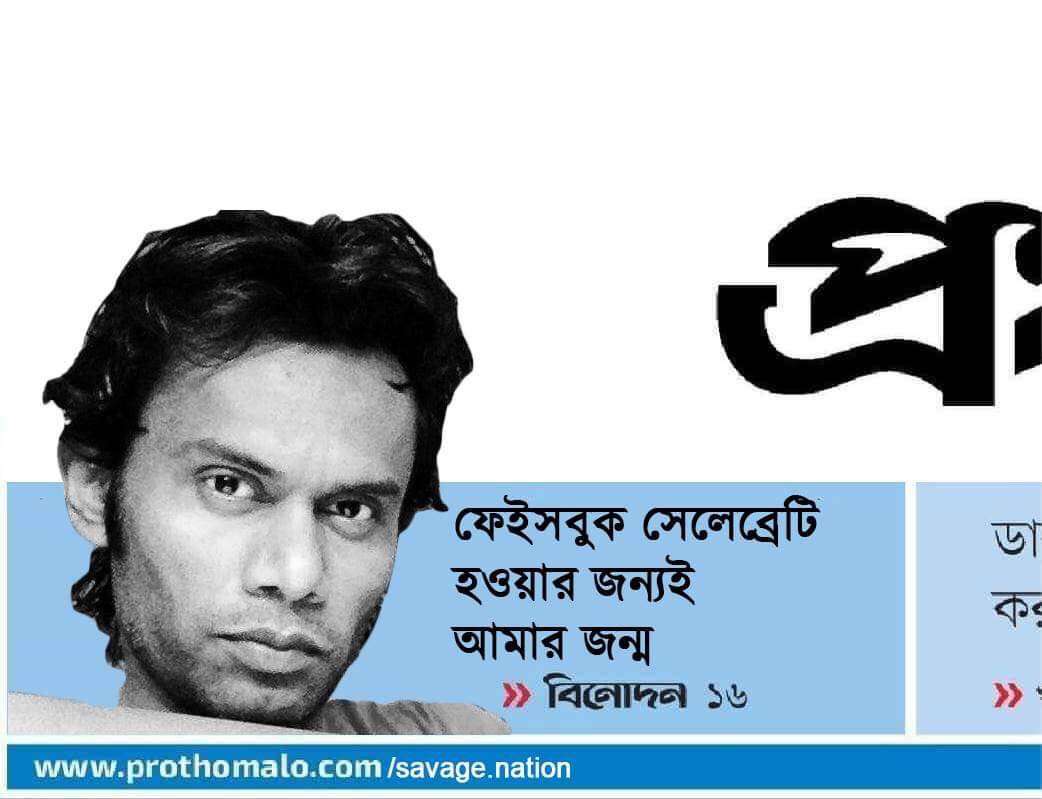 ফেইসবুক সেলেব্রেটি
হওয়ার জন্যই
আমার জন্ম
» বিনোদন ১৬
www.prothomalo.com/savage.nation